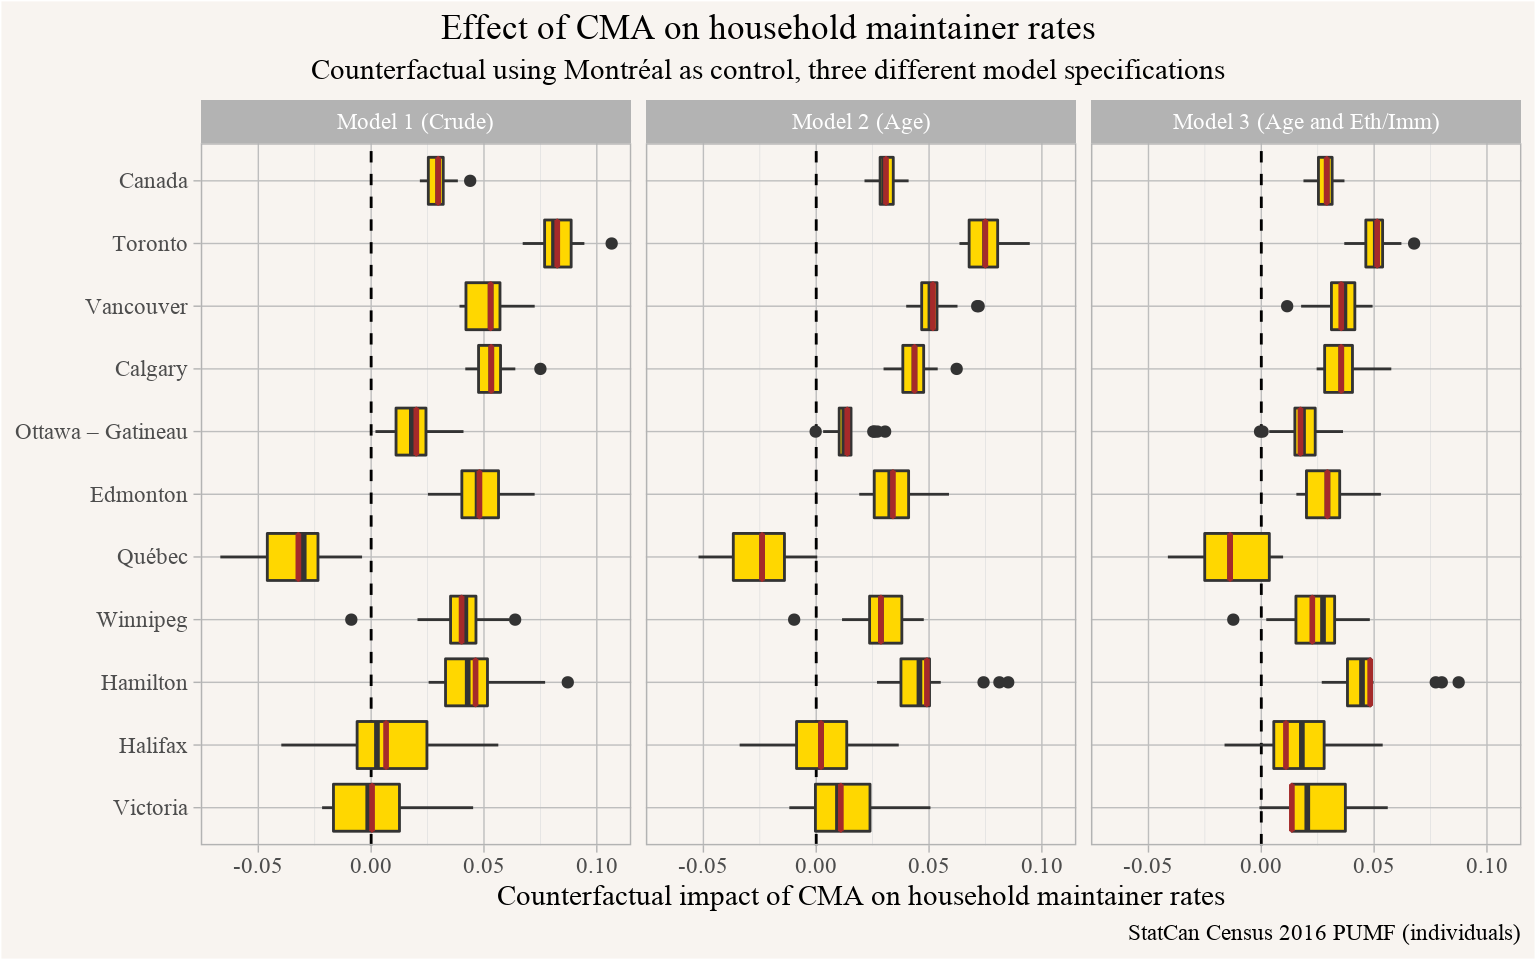 Effect of CMA on household maintainer rates
Counterfactual using Montréal as control, three different model specifications
Model 1 (Crude)
Model 2 (Age)
Model 3 (Age and Eth/Imm)
Canada
Toronto
Vancouver
Calgary
Ottawa – Gatineau
Edmonton
Québec
Winnipeg
Hamilton
Halifax
Victoria
-0.05 0.00 0.05 0.10
-0.05 0.00 0.05 0.10
-0.05 0.00 0.05 0.10
Counterfactual impact of CMA on household maintainer rates
StatCan Census 2016 PUMF (individuals)